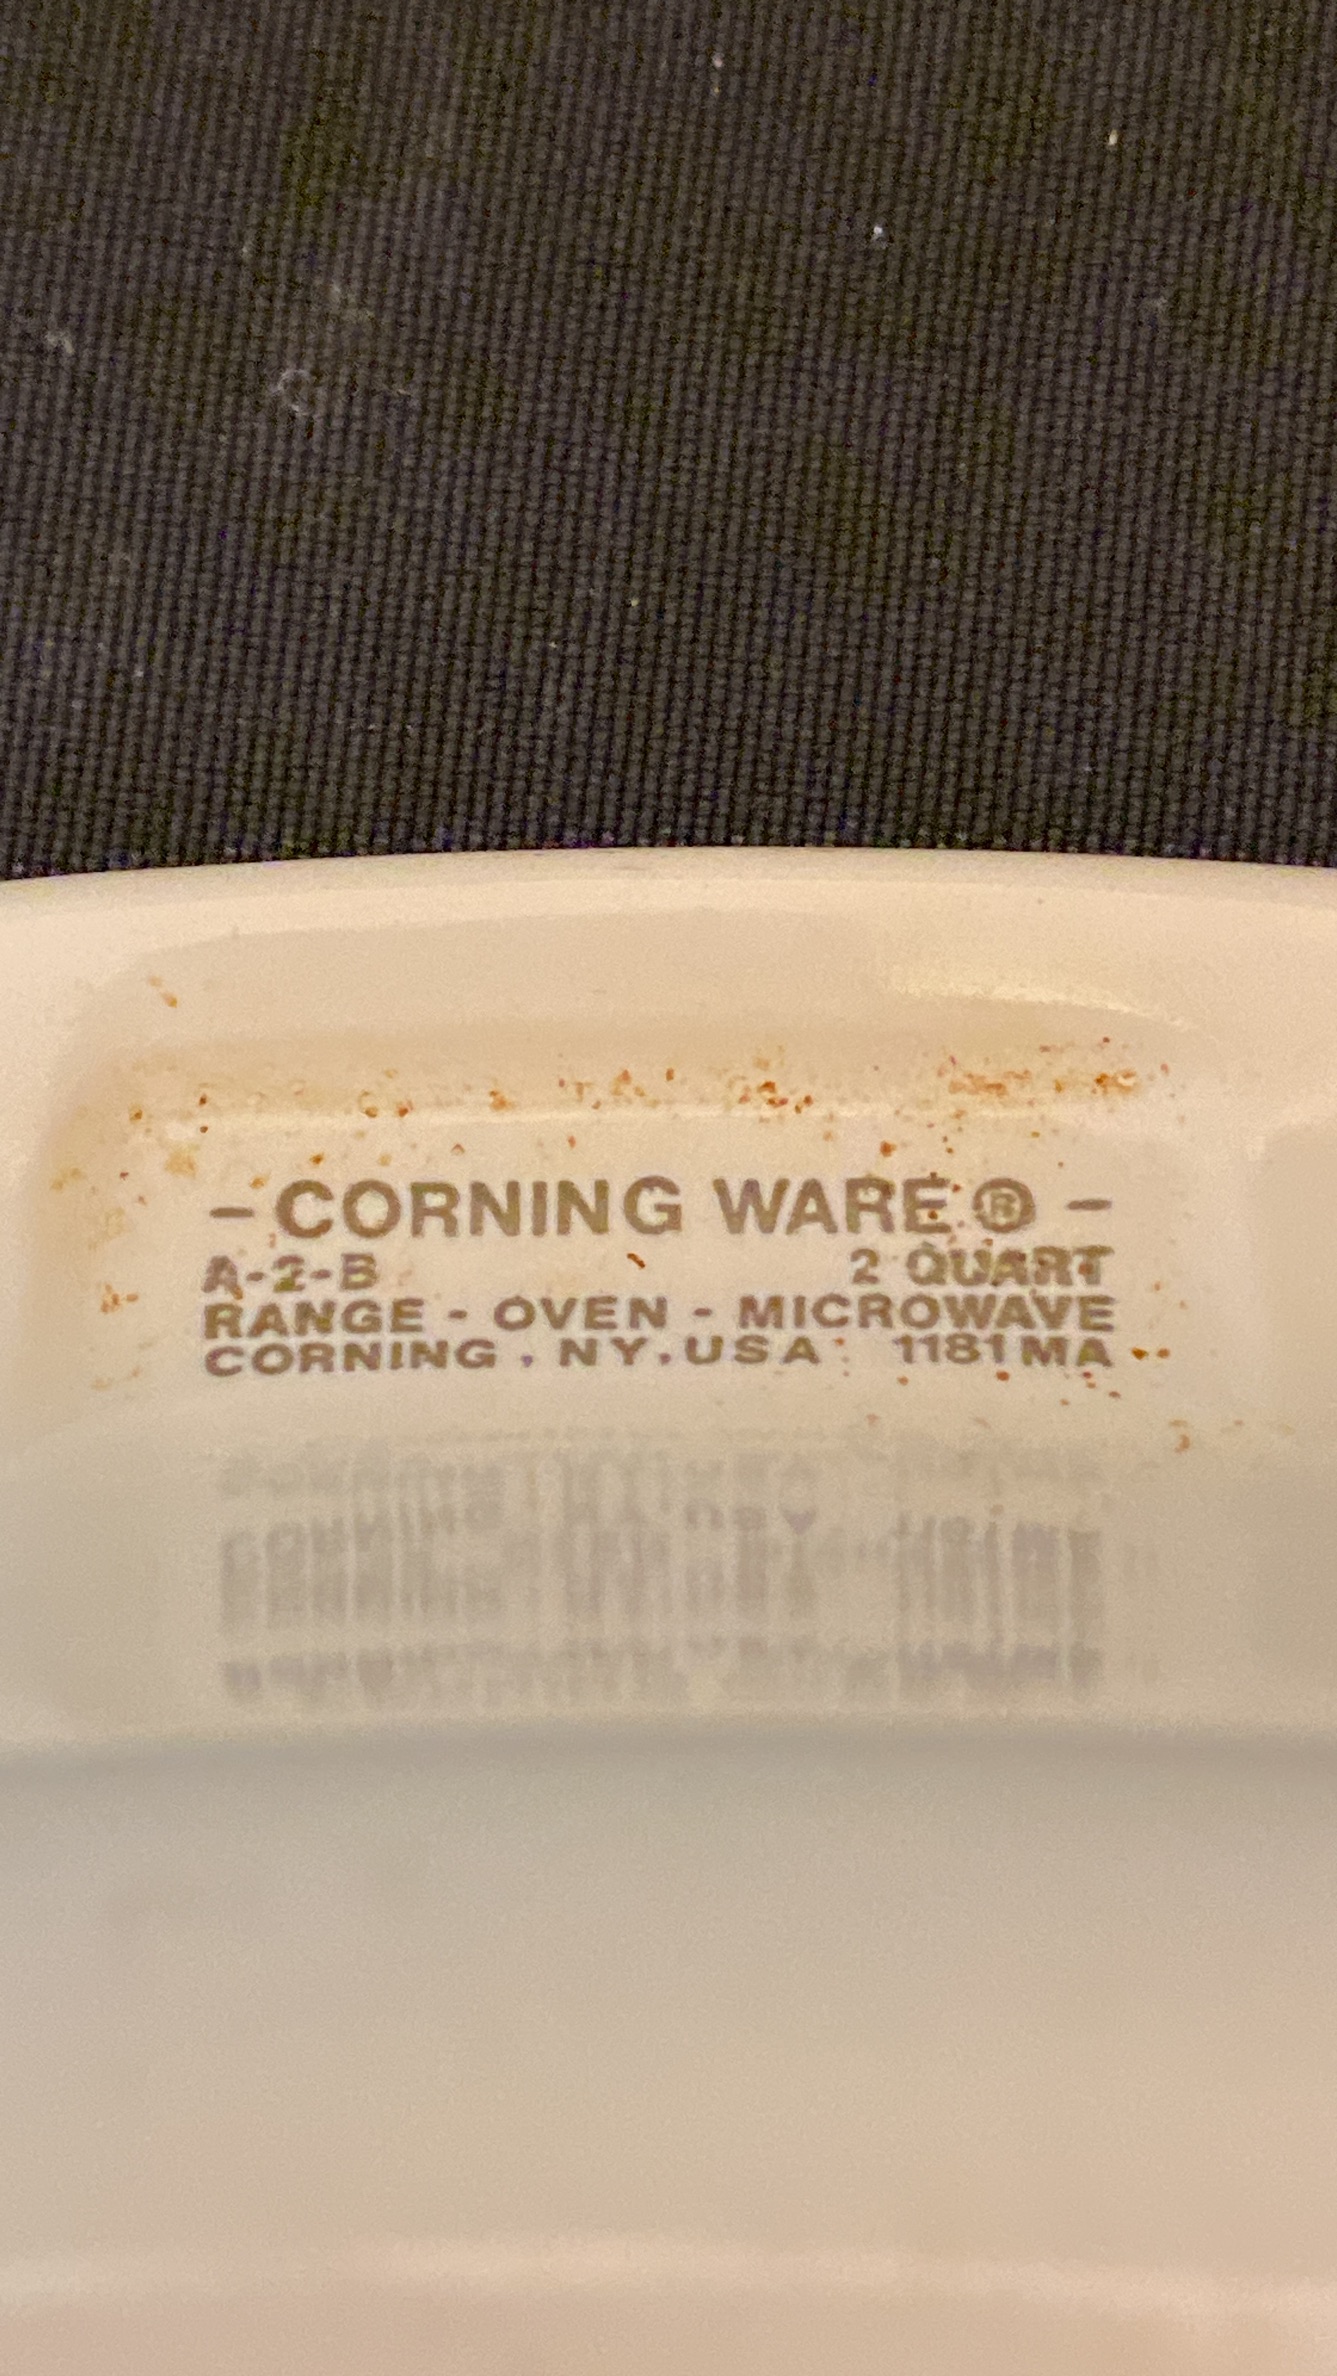 - CORNING WARE ® -
A-2-B 2 QUART
RANGE - OVEN - MICROWAVE
CORNING . NY. USA 1181MA